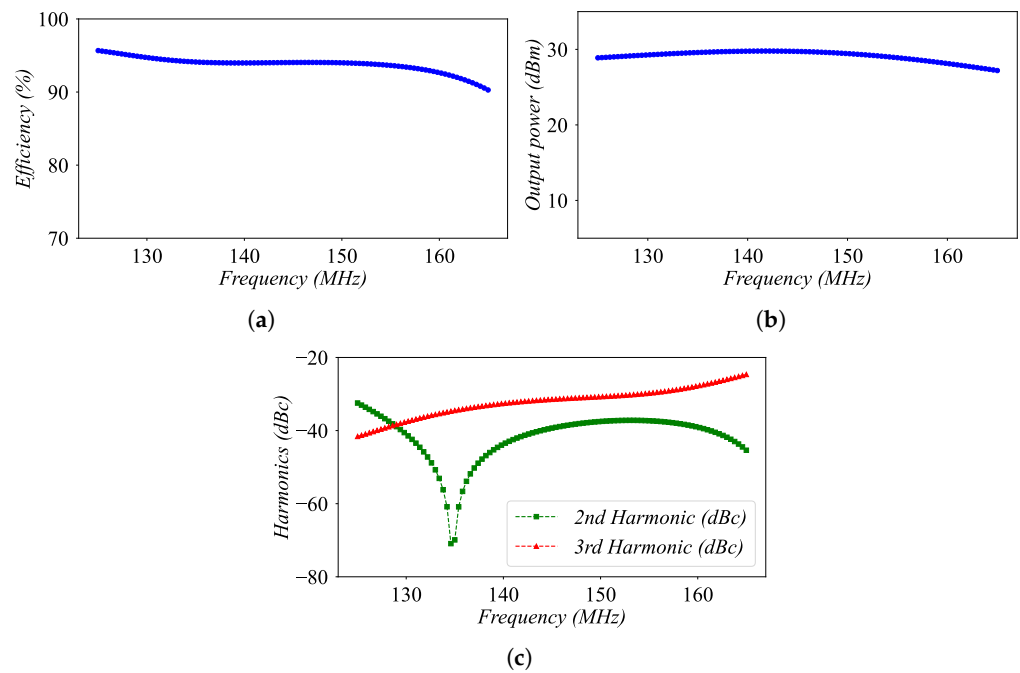 100
90
80
70
Efficiency (%)
130 140 150 160
Frequency (MHz)
(a)
30
20
10
Output power (dBm)
130 140 150 160
Frequency (MHz)
(b)
−20
−40
−60
−80
Harmonics (dBc)
2nd Harmonic (dBc)
3rd Harmonic (dBc)
130 140 150 160
Frequency (MHz)
(c)